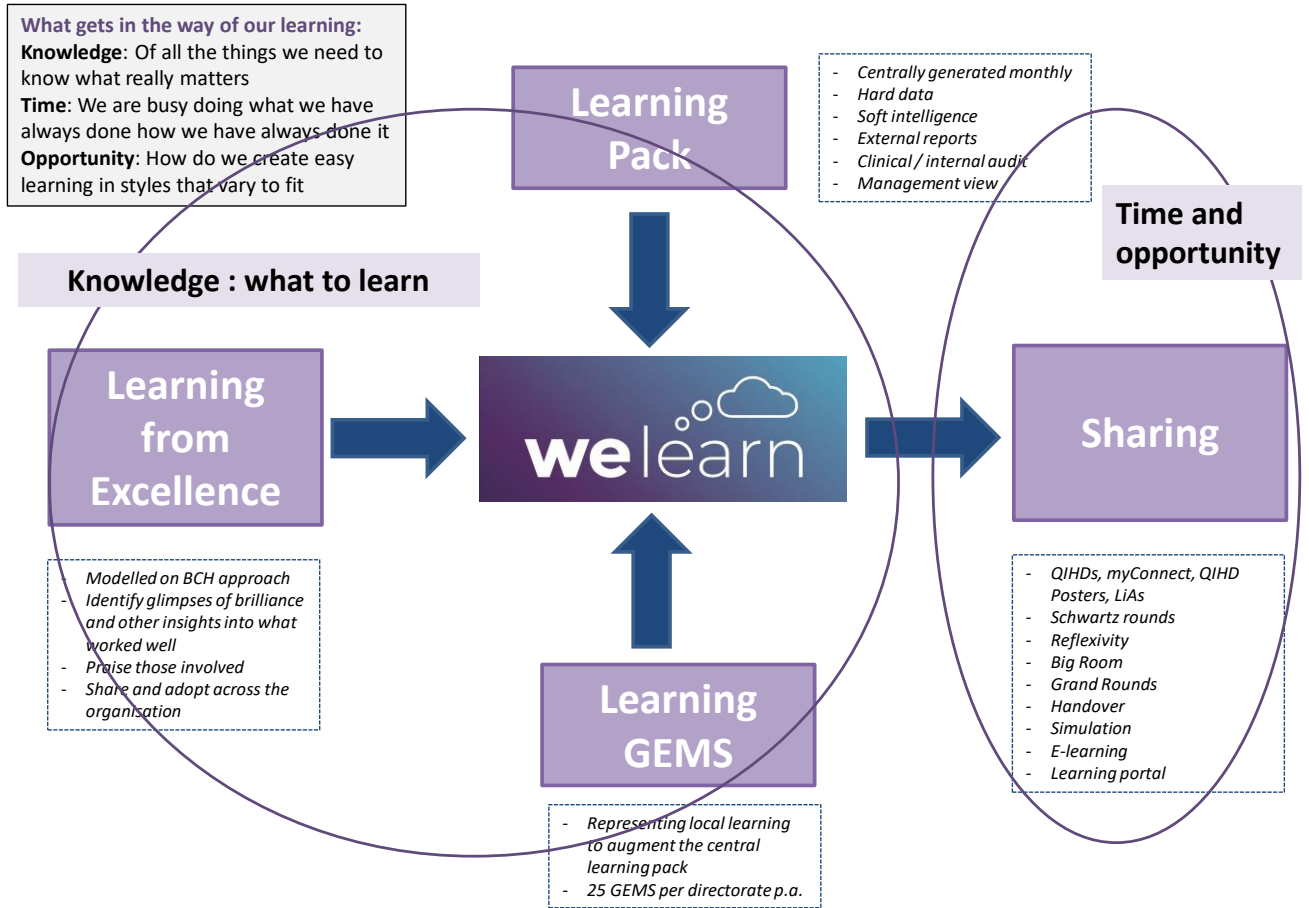 What gets in the way of our learning:
Knowledge: Of all the things we need to
know what really matters
Time: We are busy doing what we have
always done how we have always done it
Opportunity: How do we create easy
learning in styles that vary to fit
Learning
Pack
- Centrally generated monthly
- Hard data
- Soft intelligence
- External reports
- Clinical / internal audit
- Management view
Time and
opportunity
Knowledge : what to learn
Learning
from
Excellence
we learn
Sharing
- Modelled on BCH approach
- Identify glimpses of brilliance
and other insights into what
worked well
- Praise those involved
- Share and adopt across the
organisation
- QIHDs, myConnect, QIHD
Posters, LiAs
- Schwartz rounds
- Reflexivity
- Big Room
- Grand Rounds
- Handover
- Simulation
- E-learning
- Learning portal
Learning
GEMS
- Representing local learning
to augment the central
learning pack
- 25 GEMS per directorate p.a.